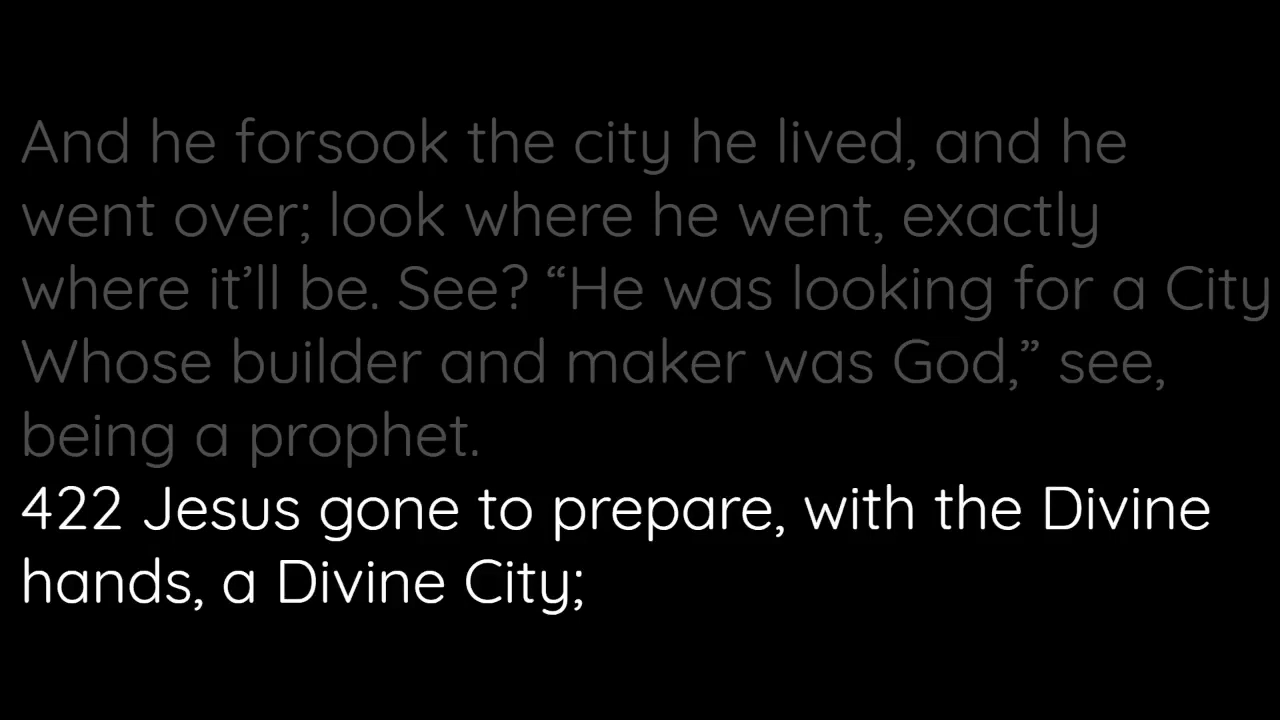 And he forsook the city he lived, and he
went over; look where he went, exactly
where it’ll be. See? “He was looking for a City
Whose builder and maker was God,” see,
being a prophet.
422 Jesus gone to prepare, with the Divine
hands, a Divine City;